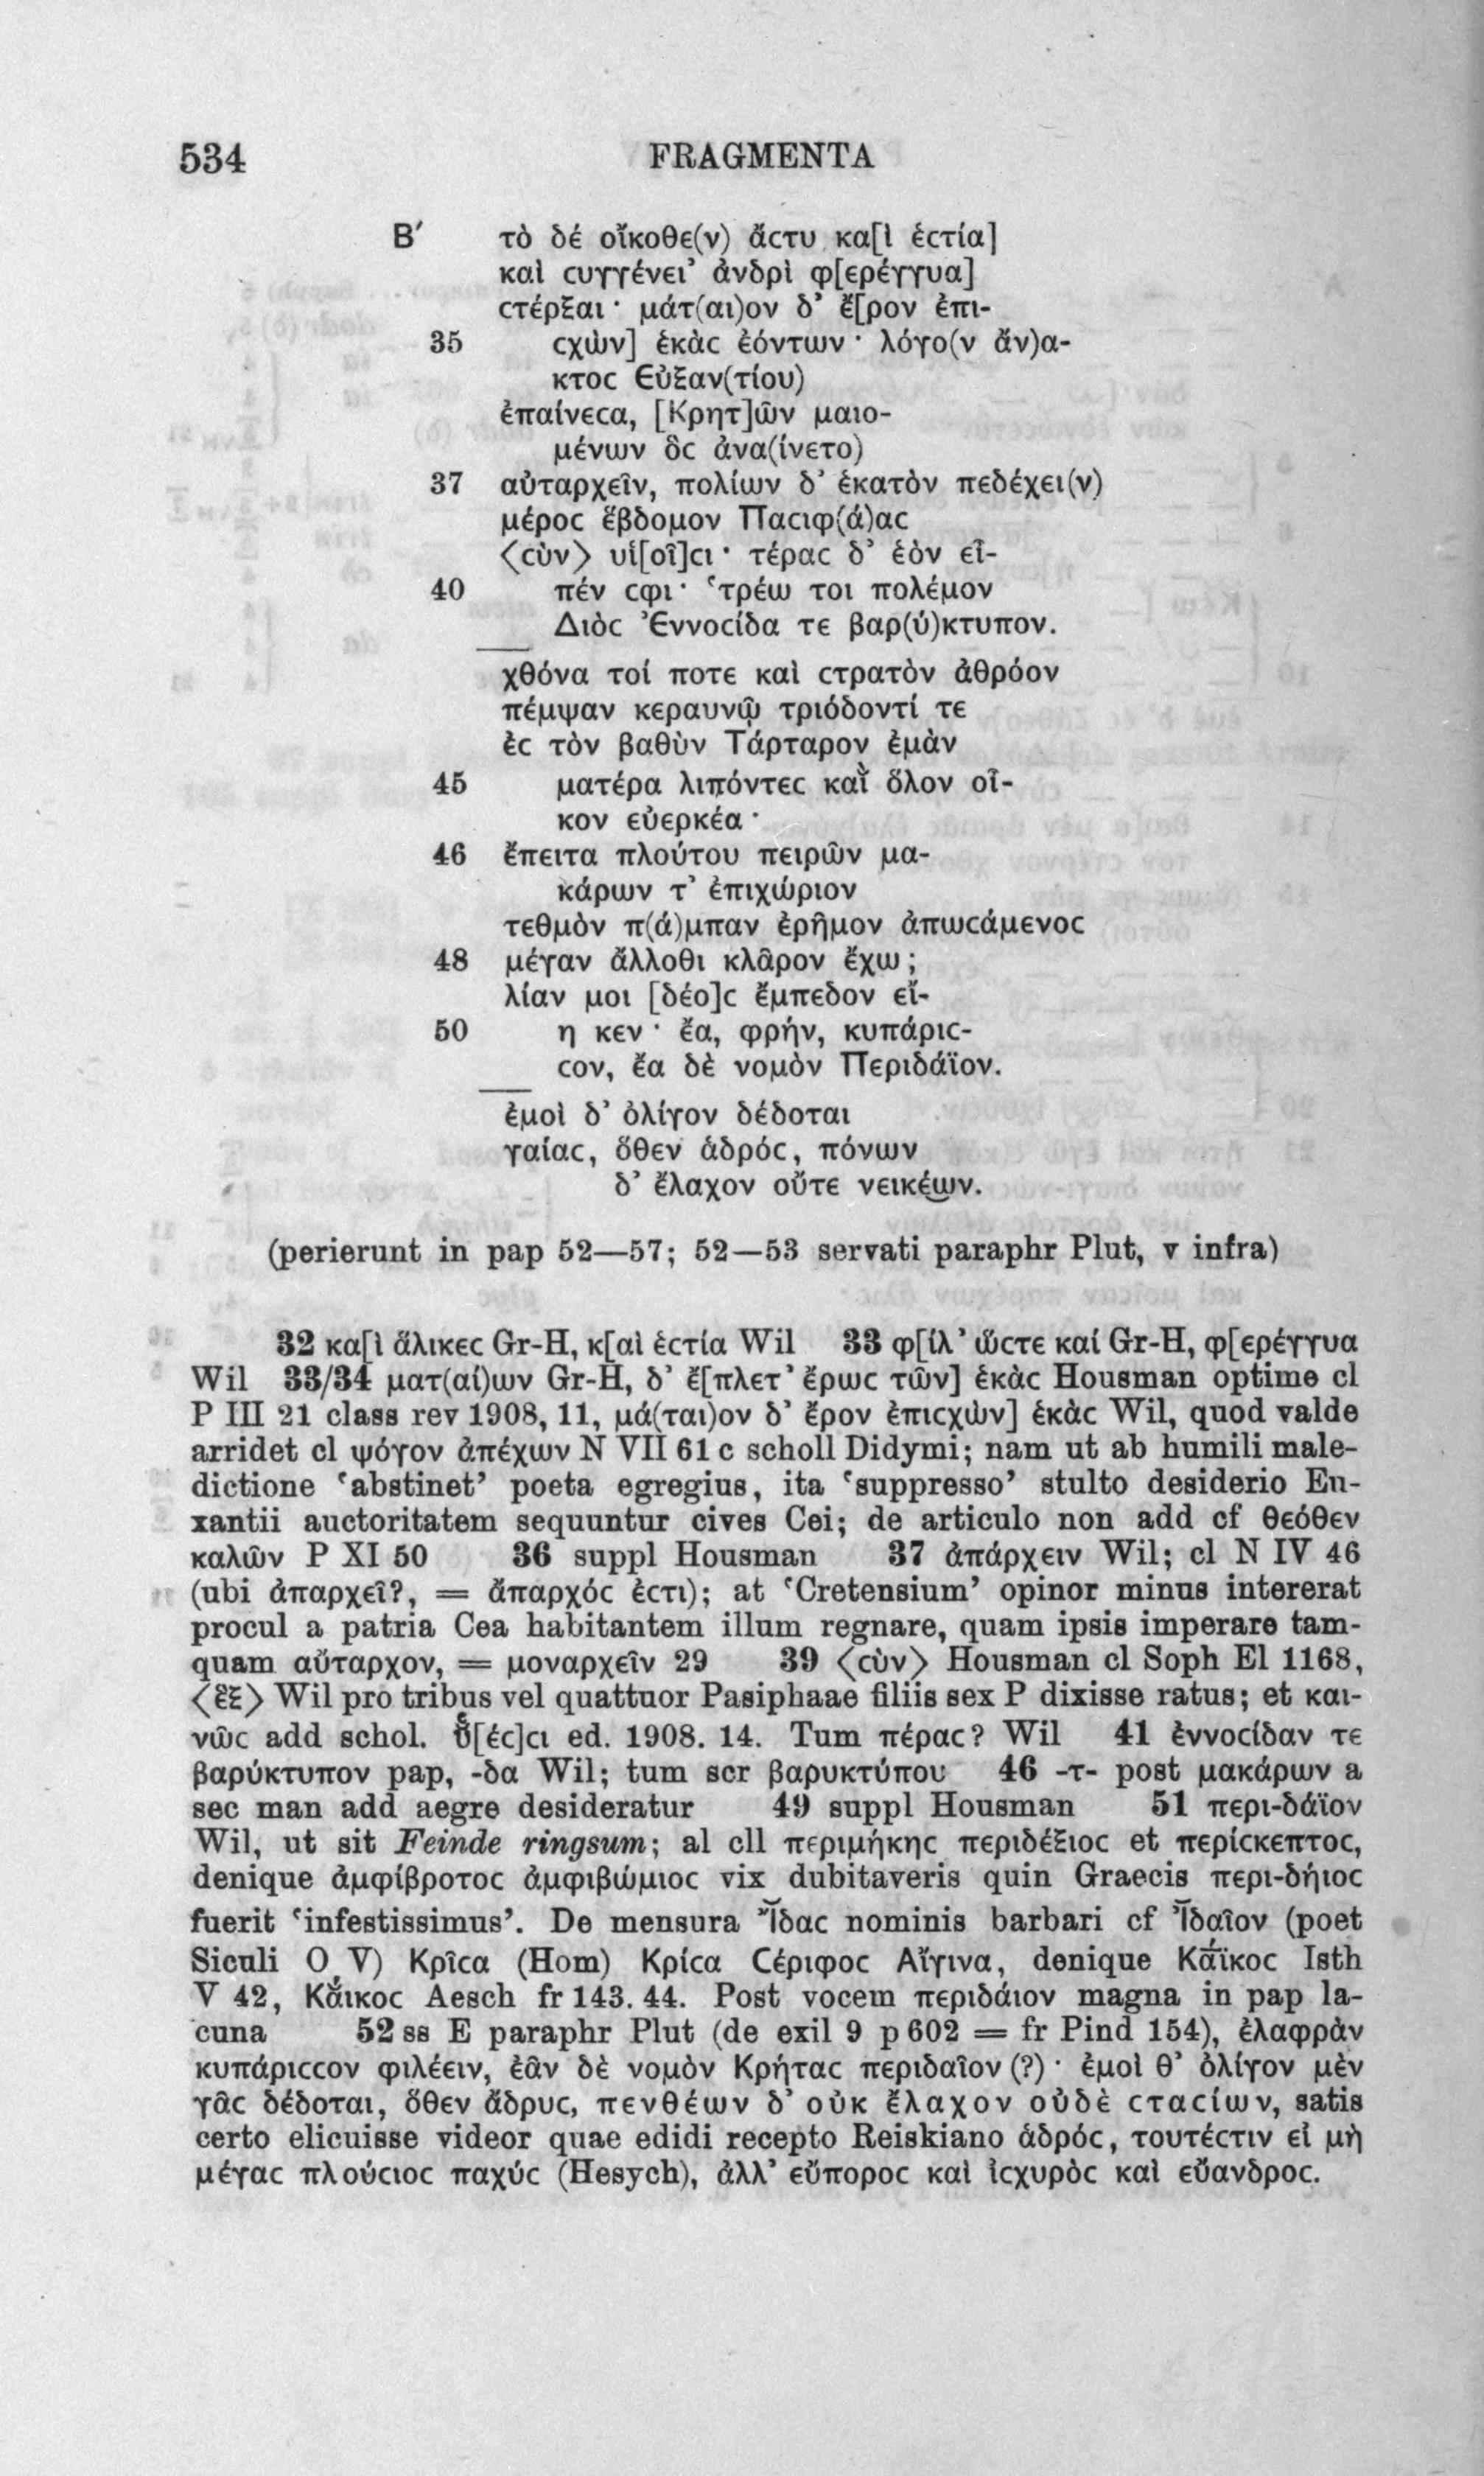 534 FRAGMENTA
Β′ τὸ δέ οἴκοθε(ν) ἄϲτυ κα[ὶ ἑϲτία]
καὶ ϲυγγένει’ ἀνδρὶ φ[ερέγγυα]
ϲτέρξαι · μάτ(αι)ον δ’ ἔ[ρον ἐπι-
35 ϲχὼν] ἑκὰϲ ἐόντων · λόγο(ν ἄν)α-
κτοϲ Εὐξαν(τίου)
ἐπαίνεϲα, [Κρητ]ῶν μαιο-
μένων ὃϲ ἀνα(ίνετο)
37 αὐταρχεῖν, πολίων δ’ ἑκατὸν πεδέχει(ν)
μέροϲ ἕβδομον Παϲιφ(ά)αϲ
⟨ϲὺν⟩ υἱ[οῖ]ϲι · τέραϲ δ’ ἑὸν εἶ-
40 πέν ϲφι · ‘τρέω τοι πολέμον
Διὸϲ Ἐννοϲίδα τε βαρ(ύ)κτυπον.
χθόνα τοί ποτε καὶ ϲτρατὸν ἀθρόον
πέμψαν κεραυνῷ τριόδοντί τε
ἐϲ τὸν βαθὺν Τάρταρον ἐμὰν
45 ματέρα λιπόντεϲ καὶ ὅλον οἶ-
κον εὐερκέα ·
46 ἔπειτα πλούτου πειρῶν μα-
κάρων τ’ ἐπιχώριον
τεθμὸν π(ά)μπαν ἐρῆμον ἀπωϲάμενοϲ
48 μέγαν ἄλλοθι κλᾶρον ἔχω ;
λίαν μοι [δέο]ϲ ἔμπεδον εἴ-
50 η κεν · ἔα, φρήν, κυπάριϲ-
ϲον, ἔα δὲ νομὸν Περιδάϊον.
ἐμοὶ δ’ ὀλίγον δέδοται
γαίαϲ, ὅθεν ἁδρόϲ, πόνων
δ’ ἔλαχον οὔτε νεικέων.
(perierunt in pap 52—57; 52—53 servati paraphr Plut, v infra)
32 κα[ὶ ἅλικεϲ Gr-H, κ[αὶ ἑϲτία Wil 33 φ[ίλ’ ὥϲτε καί Gr-H, φ[ερέγγυα
Wil 33/34 ματ(αί)ων Gr-H, δ’ ἔ[πλετ’ ἔρωϲ τῶν] ἑκὰϲ Housman optime cl
P III 21 class rev 1908, 11, μά(ται)ον δ’ ἔρον ἐπιϲχὼν] ἑκὰϲ Wil, quod valde
arridet cl ψόγον ἀπέχων N VII 61 c scholl Didymi; nam ut ab humili male-
dictione ‘abstinet’ poeta egregius, ita ‘suppresso’ stulto desiderio Eu-
xantii auctoritatem sequuntur cives Cei; de articulo non add cf θεόθεν
καλῶν P XI 50 36 suppl Housman 37 ἀπάρχειν Wil; cl N IV 46
(ubi ἀπαρχεῖ?, = ἄπαρχόϲ ἐϲτι); at ‘Cretensium’ opinor minus intererat
procul a patria Cea habitantem illum regnare, quam ipsis imperare tam-
quam αὔταρχον, = μοναρχεῖν 29 39 ⟨ϲὺν⟩ Housman cl Soph El 1168,
⟨ἓξ⟩ Wil pro tribus vel quattuor Pasiphaae filiis sex P dixisse ratus; et και-
νῶϲ add schol. ὑ[έϲ]ϲι ed. 1908. 14. Tum πέραϲ? Wil 41 ἐννοϲίδαν τε
βαρύκτυπον pap, -δα Wil; tum scr βαρυκτύπου 46 -τ- post μακάρων a
sec man add aegre desideratur 49 suppl Housman 51 περι-δάϊον
Wil, ut sit Feinde ringsum; al cll περιμήκηϲ περιδέξιοϲ et περίϲκεπτοϲ,
denique ἀμφίβροτοϲ ἀμφιβώμιοϲ vix dubitaveris quin Graecis περι-δήιοϲ
fuerit ‘infestissimus’. De mensura Ἴ̆δαϲ nominis barbari cf Ἰ̆δαῖον (poet
Siculi O V) Κρῖϲα (Hom) Κρίϲα Ϲέριφοϲ Αἴγινα, denique Κάϊκοϲ Isth
V 42, Κάικοϲ Aesch fr 143. 44. Post vocem περιδάιον magna in pap la-
cuna 52 ss E paraphr Plut (de exil 9 p 602 = fr Pind 154), ἐλαφρὰν
κυπάριϲϲον φιλέειν, ἐᾶν δὲ νομὸν Κρήταϲ περιδαῖον (?) · ἐμοὶ θ’ ὀλίγον μὲν
γᾶϲ δέδοται, ὅθεν ἄδρυϲ, πενθέων δ’ οὐκ ἔλαχον οὐδὲ ϲταϲίων, satis
certo elicuisse videor quae edidi recepto Reiskiano ἁδρόϲ, τουτέϲτιν εἰ μὴ
μέγαϲ πλούϲιοϲ παχύϲ (Hesych), ἀλλ’ εὔποροϲ καὶ ἰϲχυρὸϲ καὶ εὔανδροϲ.